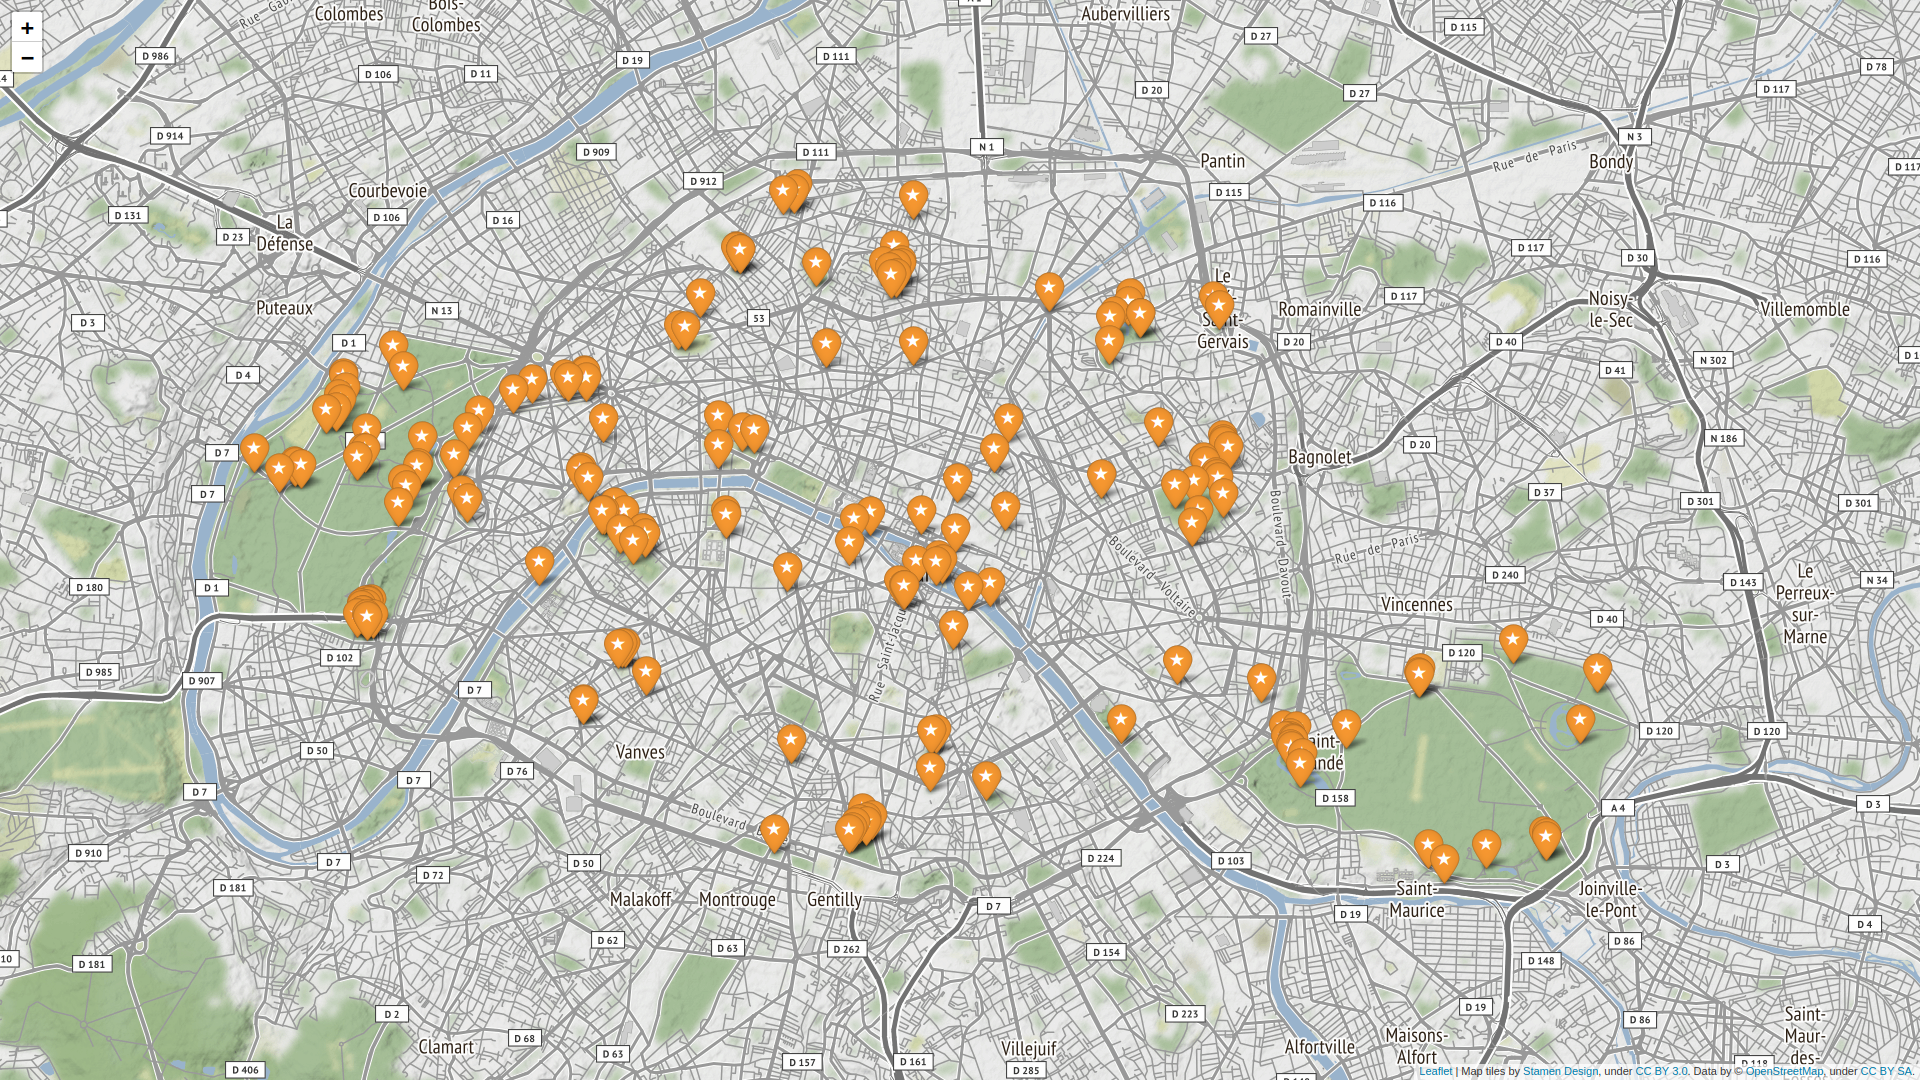 +
−
Colombes
Bois-
Colombes
Aubervilliers
D 986
D 19
D 111
D 27
D 115
D 106
D 11
D 20
D 27
D 117
D 78
D 914
N 3
D 909
D 111
N 1
Pantin
Rue de Paris
Bondy
D 912
Courbevoie
D 115
D 116
D 131
D 106
D 16
La
Défense
D 23
D 117
D 30
D 116
Le
Puteaux
N 13
D 117
Noisy-
le-Sec
Villemomble
D 3
53
Romainville
Saint-
Gervais
D 1
D 20
D 40
D 4
N 302
D 41
D 7
Bagnolet
D 20
N 186
D 7
D 37
D 301
D 301
Boulevard Davout
Rue de Paris
Boulevard Voltaire
D 180
D 1
D 240
D 143
N 34
Le
Perreux-
sur-
Marne
Vincennes
D 40
D 102
D 120
D 985
D 907
D 7
D 50
Vanves
D 76
D 7
D 120
D 120
D 7
D 158
A 4
D 3
D 910
D 7
D 72
D 50
D 224
D 103
D 3
D 181
Malakoff
Montrouge
Gentilly
D 7
Saint-
Maurice
Joinville-
le-Pont
D 19
D 4
D 62
D 63
D 262
D 154
D 86
D 181
D 148
D 2
D 223
D 19
D 86
Saint-
Maur-
des-
Clamart
D 68
D 63
Villejuif
Alfortville
Maisons-
Alfort
D 406
D 157
D 161
D 285
Leaflet | Map tiles by Stamen Design, under CC BY 3.0. Data by © OpenStreetMap, under CC BY SA.